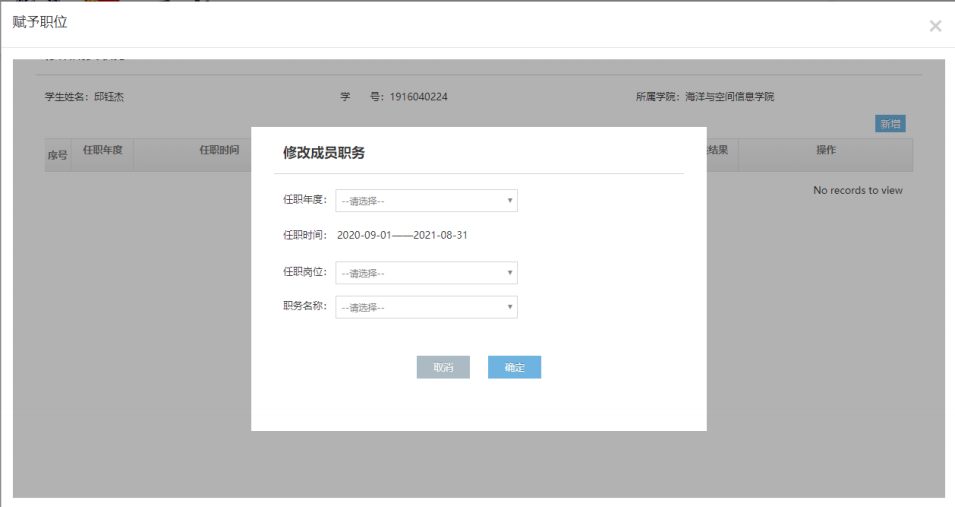 赋予职位
×
学生姓名：邱钰杰 学 号：1916040224 所属学院：海洋与空间信息学院
新增
序号 任职年度 任职时间 结果 操作
No records to view
修改成员职务
任职年度： --请选择--
任职时间： 2020-09-01——2021-08-31
任职岗位： --请选择--
职务名称： --请选择--
取消 确定